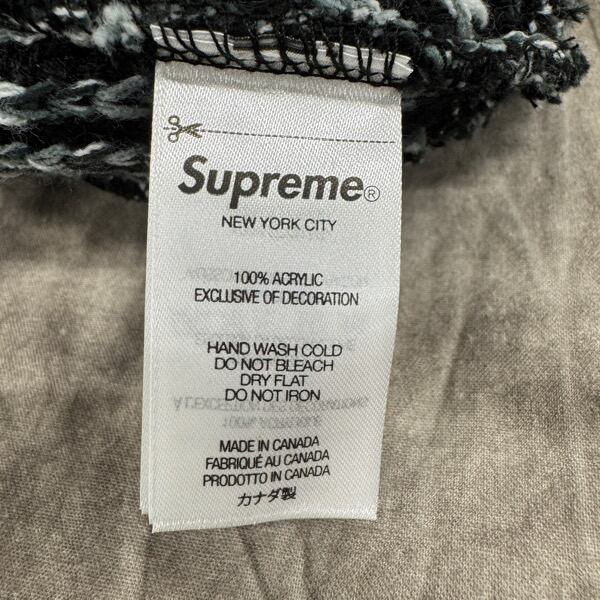 Supreme®
NEW YORK CITY
100% ACRYLIC
EXCLUSIVE OF DECORATION
HAND WASH COLD
DO NOT BLEACH
DRY FLAT
DO NOT IRON
MADE IN CANADA
FABRIQUÉ AU CANADA
PRODOTTO IN CANADA
カナダ製